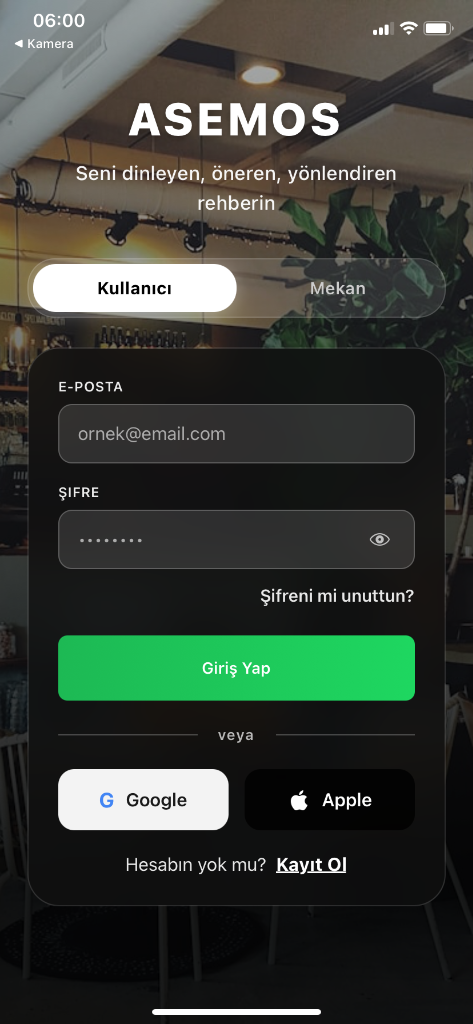 06:00
◀ Kamera
ASEMOS
Seni dinleyen, öneren, yönlendiren
rehberin
Kullanıcı
Mekan
E-POSTA
ornek@email.com
ŞIFRE
Şifreni mi unuttun?
Giriş Yap
veya
G Google
Apple
Hesabın yok mu? Kayıt Ol